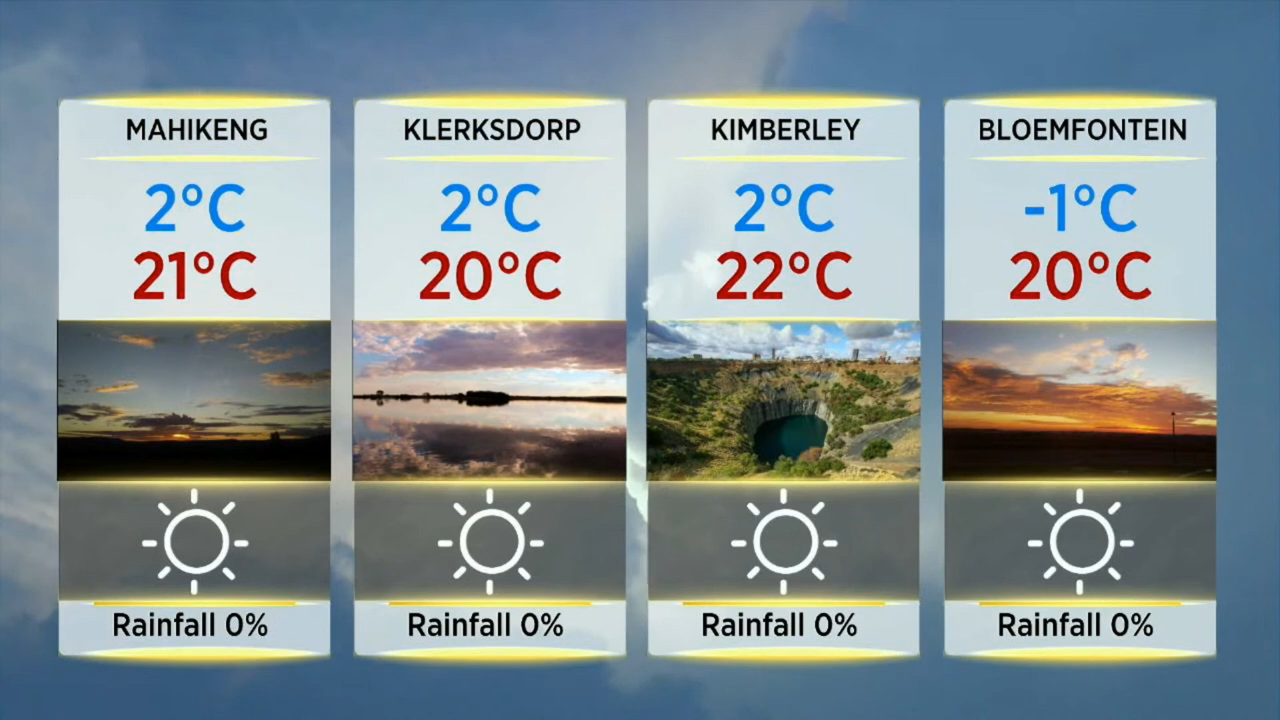 MAHIKENG
2°C
21°C
Rainfall 0%
KLERKSDORP
2°C
20°C
Rainfall 0%
KIMBERLEY
2°C
22°C
Rainfall 0%
BLOEMFONTEIN
-1°C
20°C
Rainfall 0%